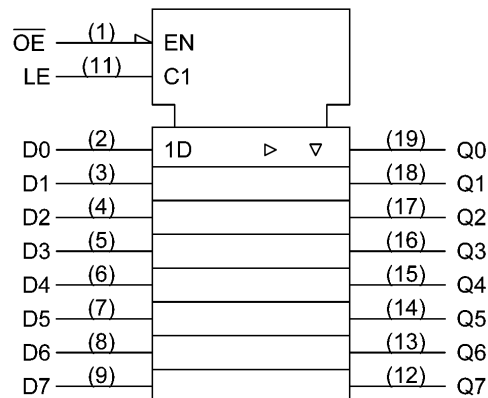 OE (1) EN
LE (11) C1
D0 (2) 1D (19) Q0
D1 (3) (18) Q1
D2 (4) (17) Q2
D3 (5) (16) Q3
D4 (6) (15) Q4
D5 (7) (14) Q5
D6 (8) (13) Q6
D7 (9) (12) Q7